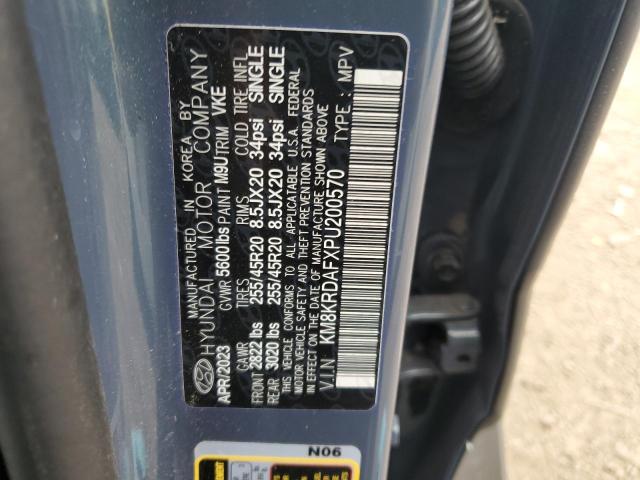 MANUFACTURED IN KOREA BY
HYUNDAI MOTOR COMPANY
APR/2023 GVWR 5600lbs PAINT M9U TRIM VKE
GAWR TIRES RIMS COLD TIRE INFL
FRONT 2822 lbs 255/45R20 8.5JX20 34psi SINGLE
REAR 3020 lbs 255/45R20 8.5JX20 34psi SINGLE
THIS VEHICLE CONFORMS TO ALL APPLICABLE U.S.A. FEDERAL
MOTOR VEHICLE SAFETY AND THEFT PREVENTION STANDARDS
IN EFFECT ON THE DATE OF MANUFACTURE SHOWN ABOVE
V.I.N KM8KRDAFXPU200570 TYPE : MPV
N06